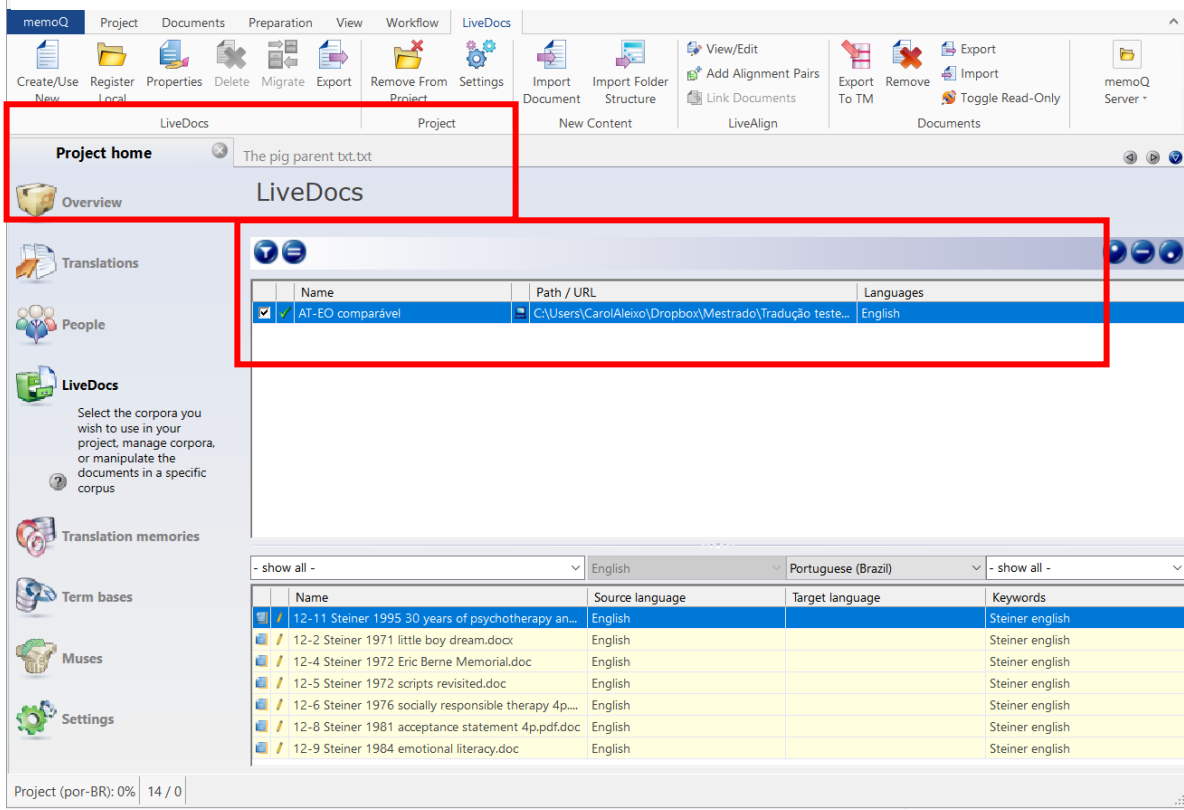 memoQ Project Documents Preparation View Workflow LiveDocs
Create/Use New Register Local Properties Delete Migrate Export Remove From Project Settings Import Document Import Folder Structure View/Edit Add Alignment Pairs Link Documents Export To TM Remove Export Import Toggle Read-Only memoQ Server
LiveDocs Project New Content LiveAlign Documents
Project home The pig parent txt.txt
LiveDocs
Overview
Translations
People
LiveDocs
Select the corpora you
wish to use in your
project, manage corpora,
or manipulate the
documents in a specific
corpus
Translation memories
Term bases
Muses
Settings
Name Path / URL Languages
AT-EO comparável C:\Users\CarolAleixo\Dropbox\Mestrado\Tradução teste... English
- show all - English Portuguese (Brazil) - show all -
Name Source language Target language Keywords
12-11 Steiner 1995 30 years of psychotherapy an... English Steiner english
12-2 Steiner 1971 little boy dream.docx English Steiner english
12-4 Steiner 1972 Eric Berne Memorial.doc English Steiner english
12-5 Steiner 1972 scripts revisited.doc English Steiner english
12-6 Steiner 1976 socially responsible therapy 4p.... English Steiner english
12-8 Steiner 1981 acceptance statement 4p.pdf.doc English Steiner english
12-9 Steiner 1984 emotional literacy.doc English Steiner english
Project (por-BR): 0% 14 / 0